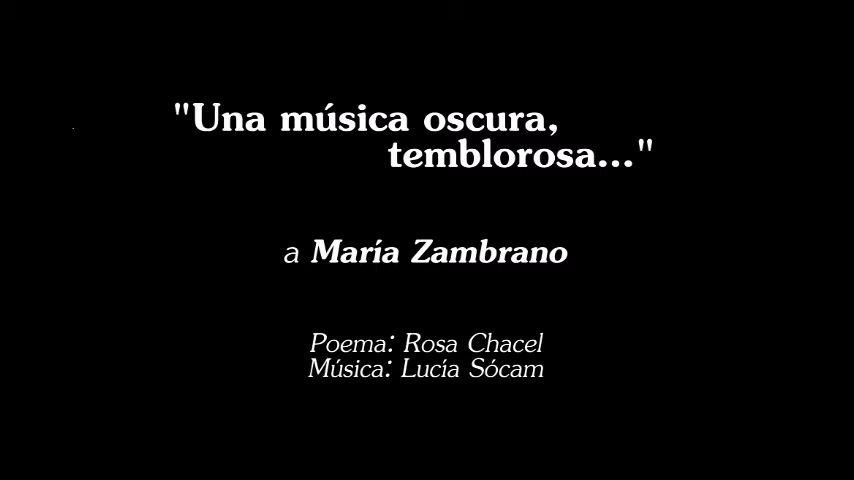 "Una música oscura,
temblorosa..."
a María Zambrano
Poema: Rosa Chacel
Música: Lucía Sócam